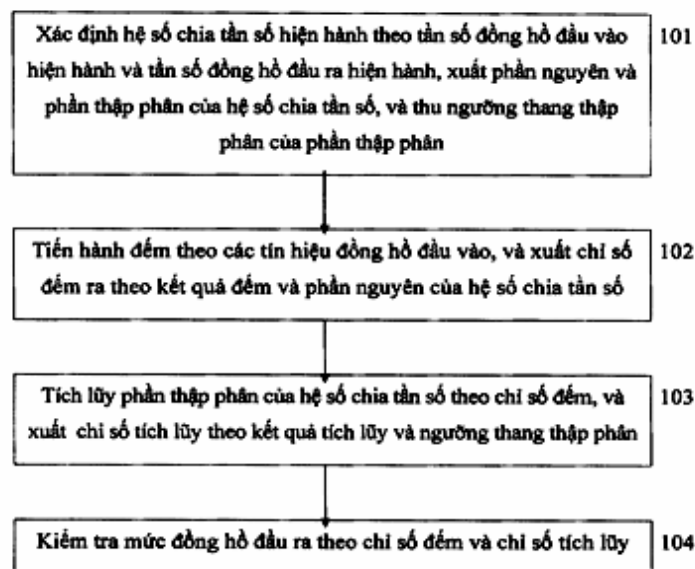 Xác định hệ số chia tần số hiện hành theo tần số đồng hồ đầu vào 101
hiện hành và tần số đồng hồ đầu ra hiện hành, xuất phần nguyên và
phần thập phân của hệ số chia tần số, và thu ngưỡng thang thập
phân của phần thập phân
Tiến hành đếm theo các tín hiệu đồng hồ đầu vào, và xuất chỉ số 102
đếm ra theo kết quả đếm và phần nguyên của hệ số chia tần số
Tích lũy phần thập phân của hệ số chia tần số theo chỉ số đếm, và 103
xuất chỉ số tích lũy theo kết quả tích lũy và ngưỡng thang thập phân
Kiểm tra mức đồng hồ đầu ra theo chỉ số đếm và chỉ số tích lũy 104